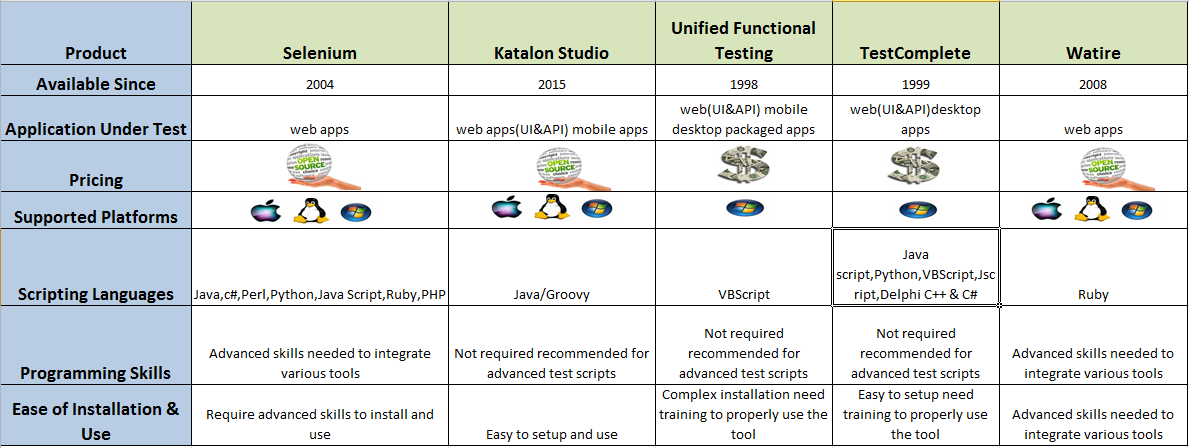 Product
Selenium
Katalon Studio
Unified Functional
Testing
TestComplete
Watire
Available Since
2004
2015
1998
1999
2008
Application Under Test
web apps
web apps(UI&API) mobile apps
web(UI&API) mobile
desktop packaged apps
web(UI&API)desktop
apps
web apps
Pricing
OPEN
SOURCE
OPEN
SOURCE
OPEN
SOURCE
Supported Platforms
Scripting Languages
Java,c#,Perl,Python,Java Script,Ruby,PHP
Java/Groovy
VBScript
Java
script,Python,VBScript,Jsc
ript,Delphi C++ & C#
Ruby
Programming Skills
Advanced skills needed to integrate
various tools
Not required recommended for
advanced test scripts
Not required
recommended for
advanced test scripts
Not required
recommended for
advanced test scripts
Advanced skills needed to
integrate various tools
Ease of Installation &
Use
Require advanced skills to install and
use
Easy to setup and use
Complex installation need
training to properly use the
tool
Easy to setup need
training to properly use
the tool
Advanced skills needed to
integrate various tools